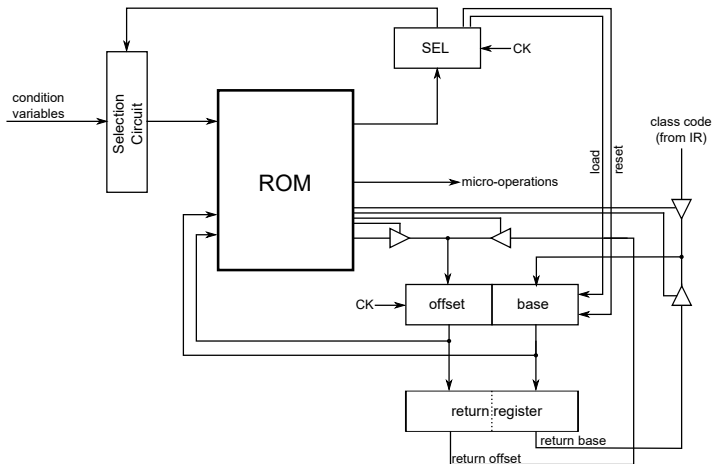 SEL
CK
condition
variables
Selection
Circuit
class code
(from IR)
load
reset
ROM
micro-operations
CK
offset
base
return register
return base
return offset